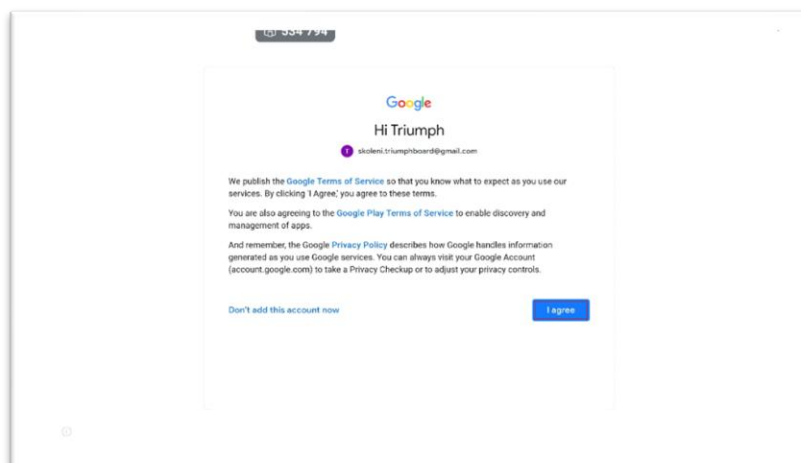 534 794
Google
Hi Triumph
T skoleni.triumphboard@gmail.com
We publish the Google Terms of Service so that you know what to expect as you use our
services. By clicking 'I Agree,' you agree to these terms.
You are also agreeing to the Google Play Terms of Service to enable discovery and
management of apps.
And remember, the Google Privacy Policy describes how Google handles information
generated as you use Google services. You can always visit your Google Account
(account.google.com) to take a Privacy Checkup or to adjust your privacy controls.
Don't add this account now
I agree